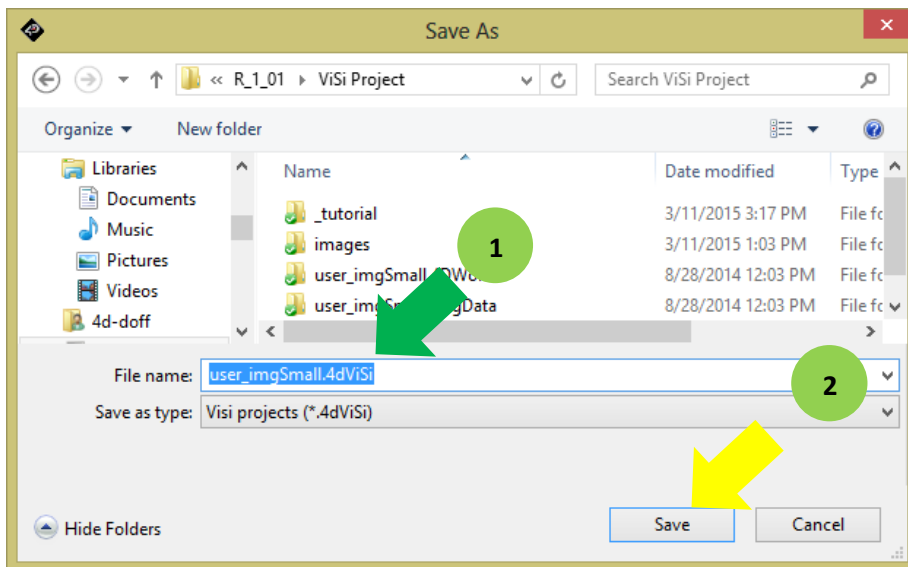 Save As
« R_1_01 ▸ ViSi Project
Search ViSi Project
Organize ▾ New folder
Libraries
Documents
Music
Pictures
Videos
4d-doff
Name Date modified Type
_tutorial 3/11/2015 3:17 PM File fo
images 3/11/2015 1:03 PM File fo
user_imgSmall 8/28/2014 12:03 PM File fo
8/28/2014 12:03 PM File fo
1
File name: user_imgSmall.4dViSi
2
Save as type: Visi projects (*.4dViSi)
Hide Folders
Save Cancel